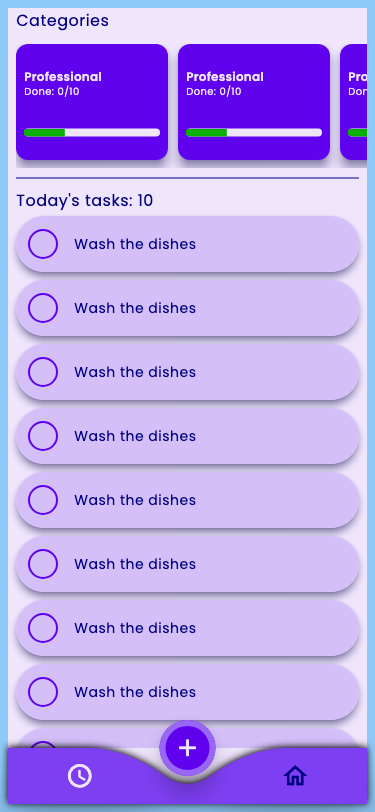 Categories
Professional
Done: 0/10
Professional
Done: 0/10
Pro
Don
Today's tasks: 10
Wash the dishes
Wash the dishes
Wash the dishes
Wash the dishes
Wash the dishes
Wash the dishes
Wash the dishes
Wash the dishes